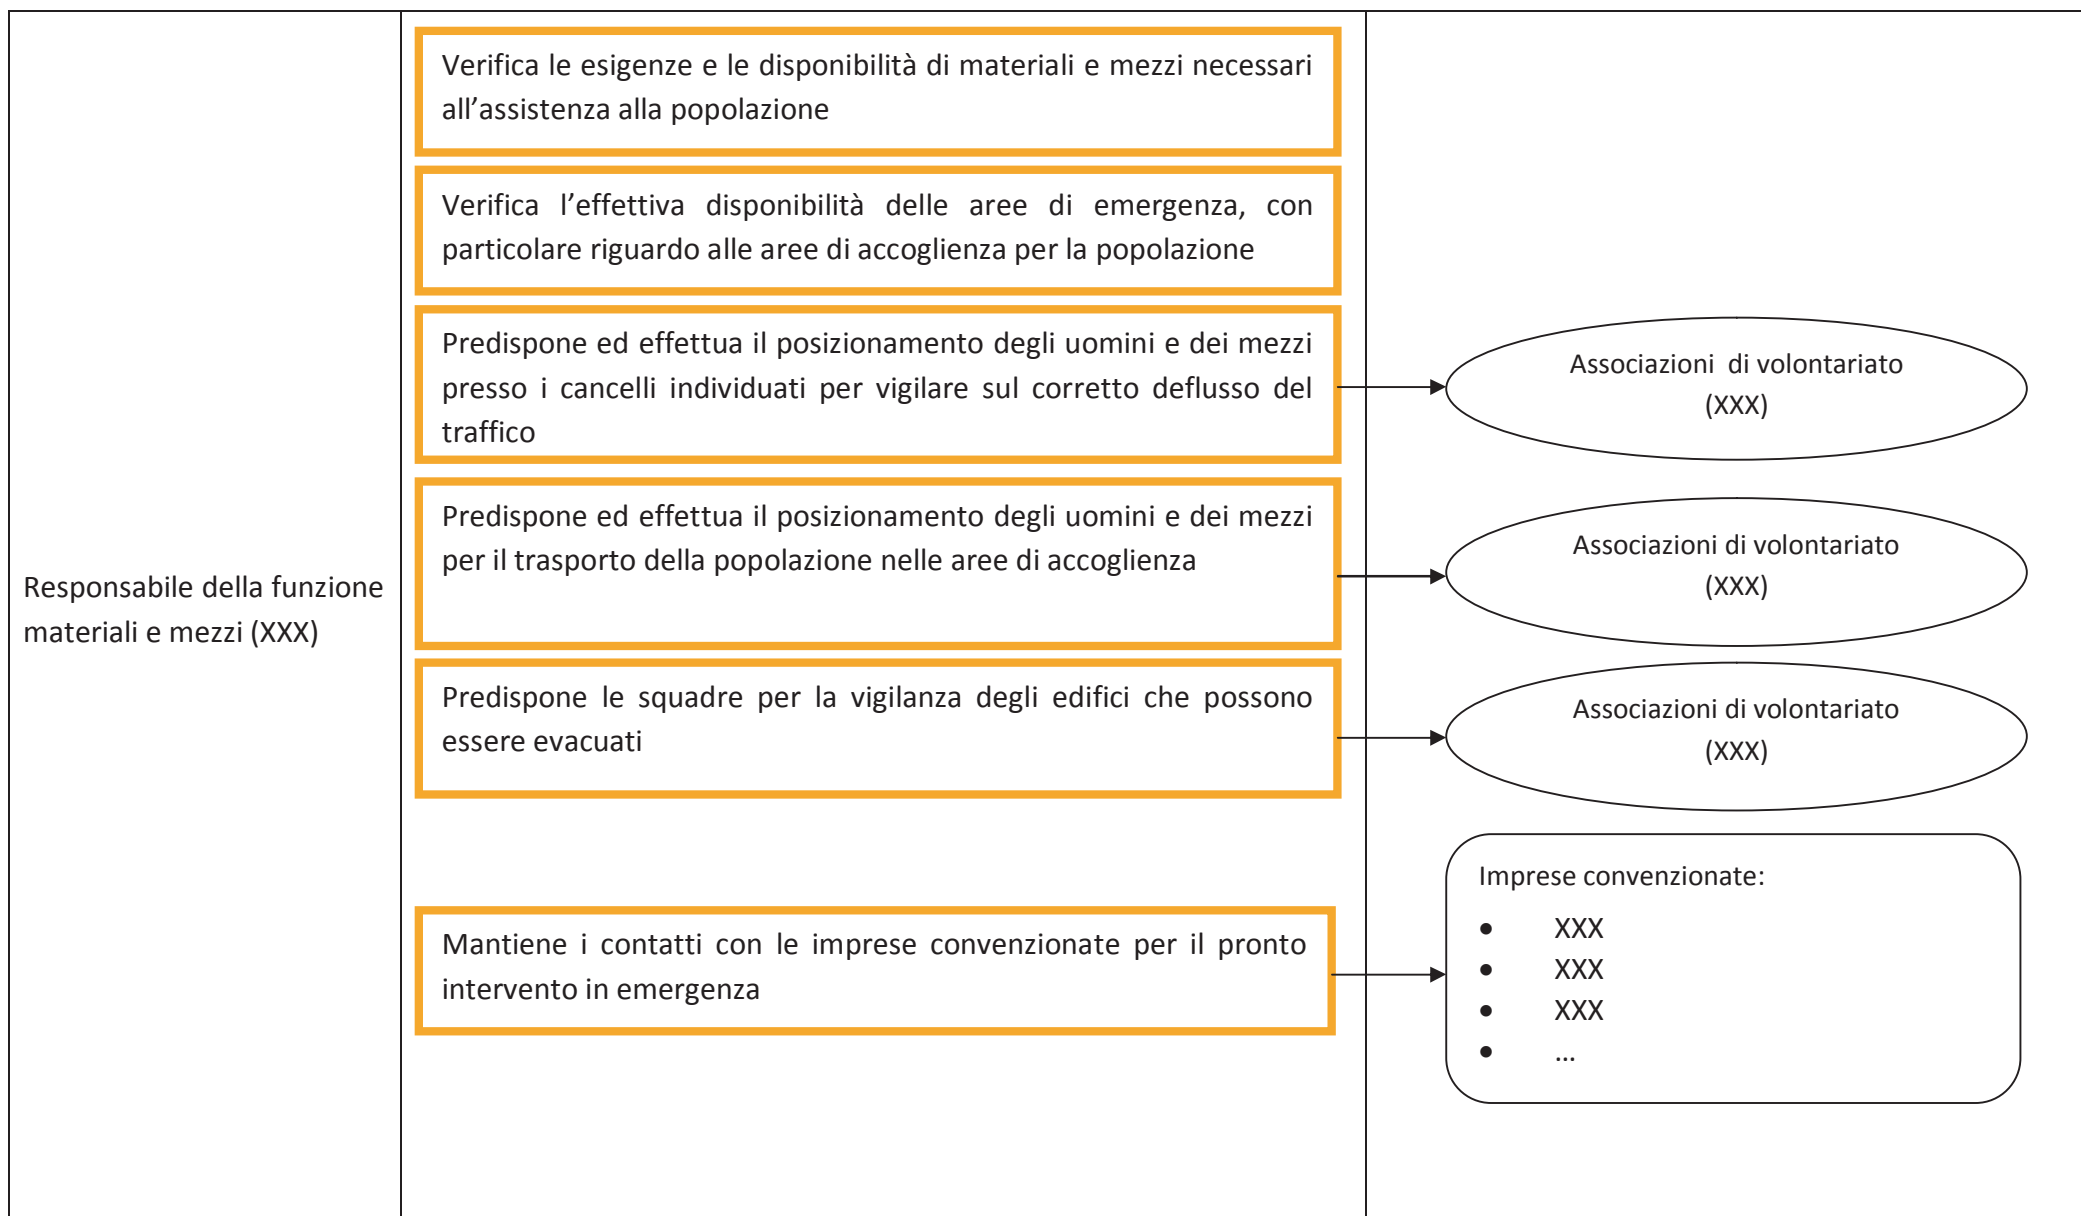 Responsabile della funzione
materiali e mezzi (XXX)
Verifica le esigenze e le disponibilità di materiali e mezzi necessari
all’assistenza alla popolazione
Verifica l’effettiva disponibilità delle aree di emergenza, con
particolare riguardo alle aree di accoglienza per la popolazione
Predispone ed effettua il posizionamento degli uomini e dei mezzi
presso i cancelli individuati per vigilare sul corretto deflusso del
traffico
Associazioni di volontariato
(XXX)
Predispone ed effettua il posizionamento degli uomini e dei mezzi
per il trasporto della popolazione nelle aree di accoglienza
Associazioni di volontariato
(XXX)
Predispone le squadre per la vigilanza degli edifici che possono
essere evacuati
Associazioni di volontariato
(XXX)
Mantiene i contatti con le imprese convenzionate per il pronto
intervento in emergenza
Imprese convenzionate:
• XXX
• XXX
• XXX
• ...